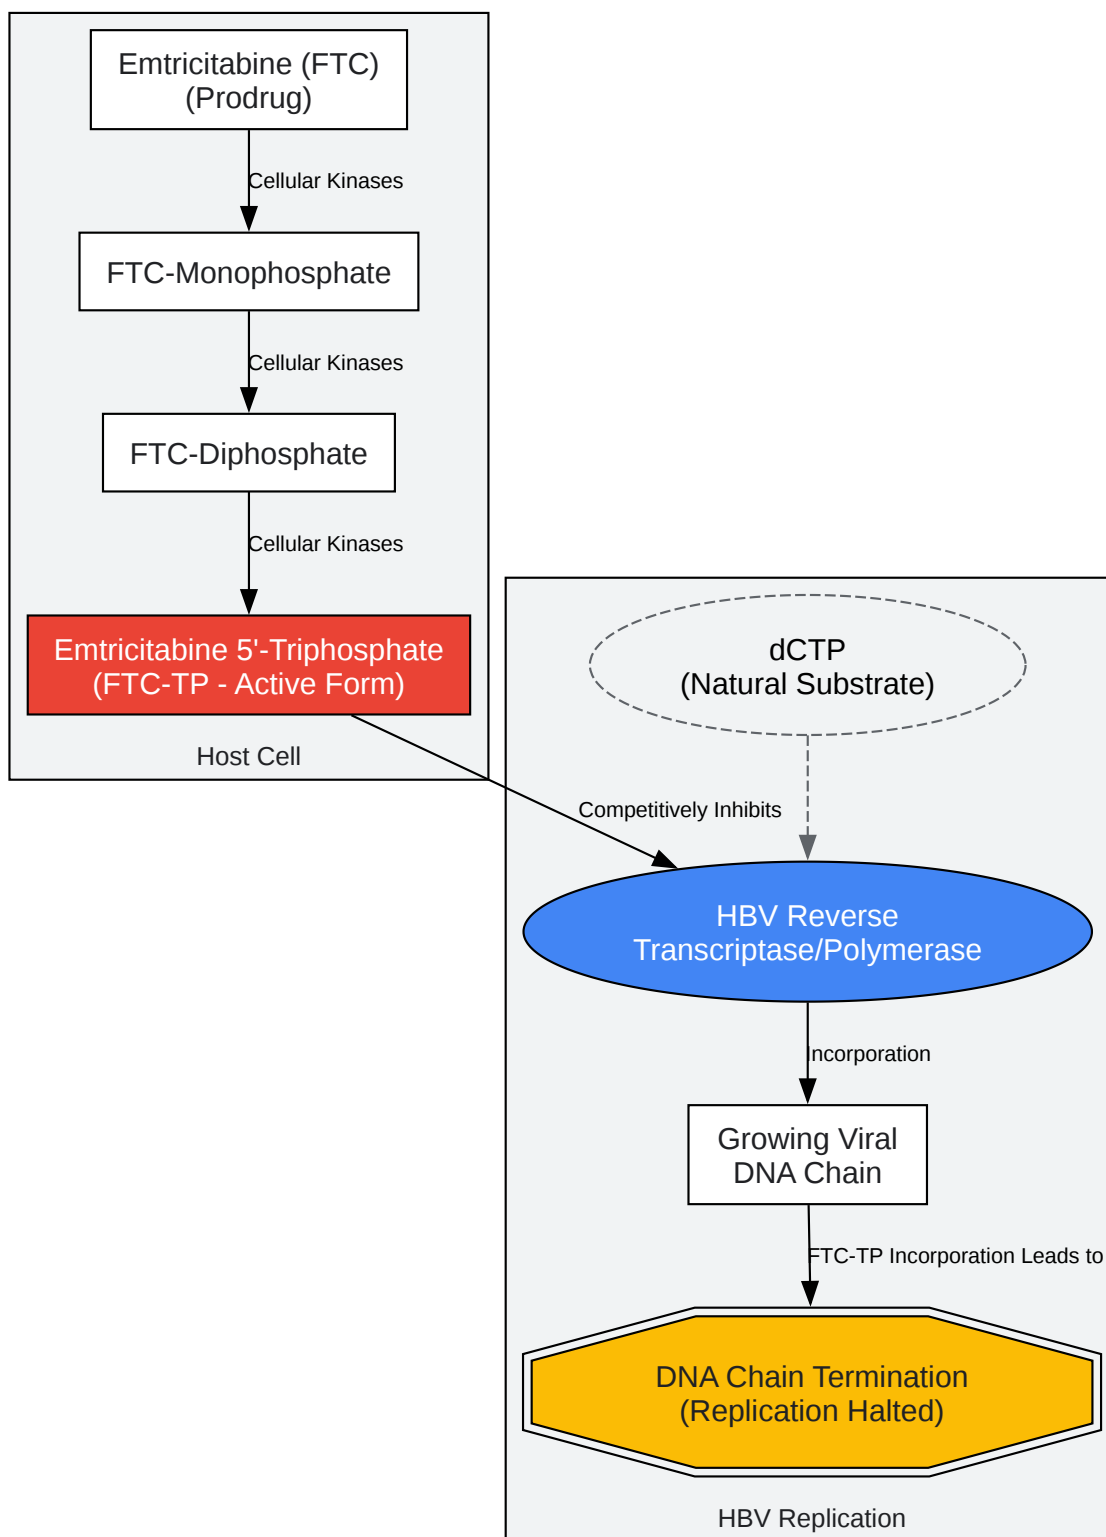 Emtricitabine (FTC)
(Prodrug)
Cellular Kinases
FTC-Monophosphate
Cellular Kinases
FTC-Diphosphate
Cellular Kinases
Emtricitabine 5'-Triphosphate
(FTC-TP - Active Form)
Host Cell
dCTP
(Natural Substrate)
Competitively Inhibits
HBV Reverse
Transcriptase/Polymerase
Incorporation
Growing Viral
DNA Chain
FTC-TP Incorporation Leads to
DNA Chain Termination
(Replication Halted)
HBV Replication